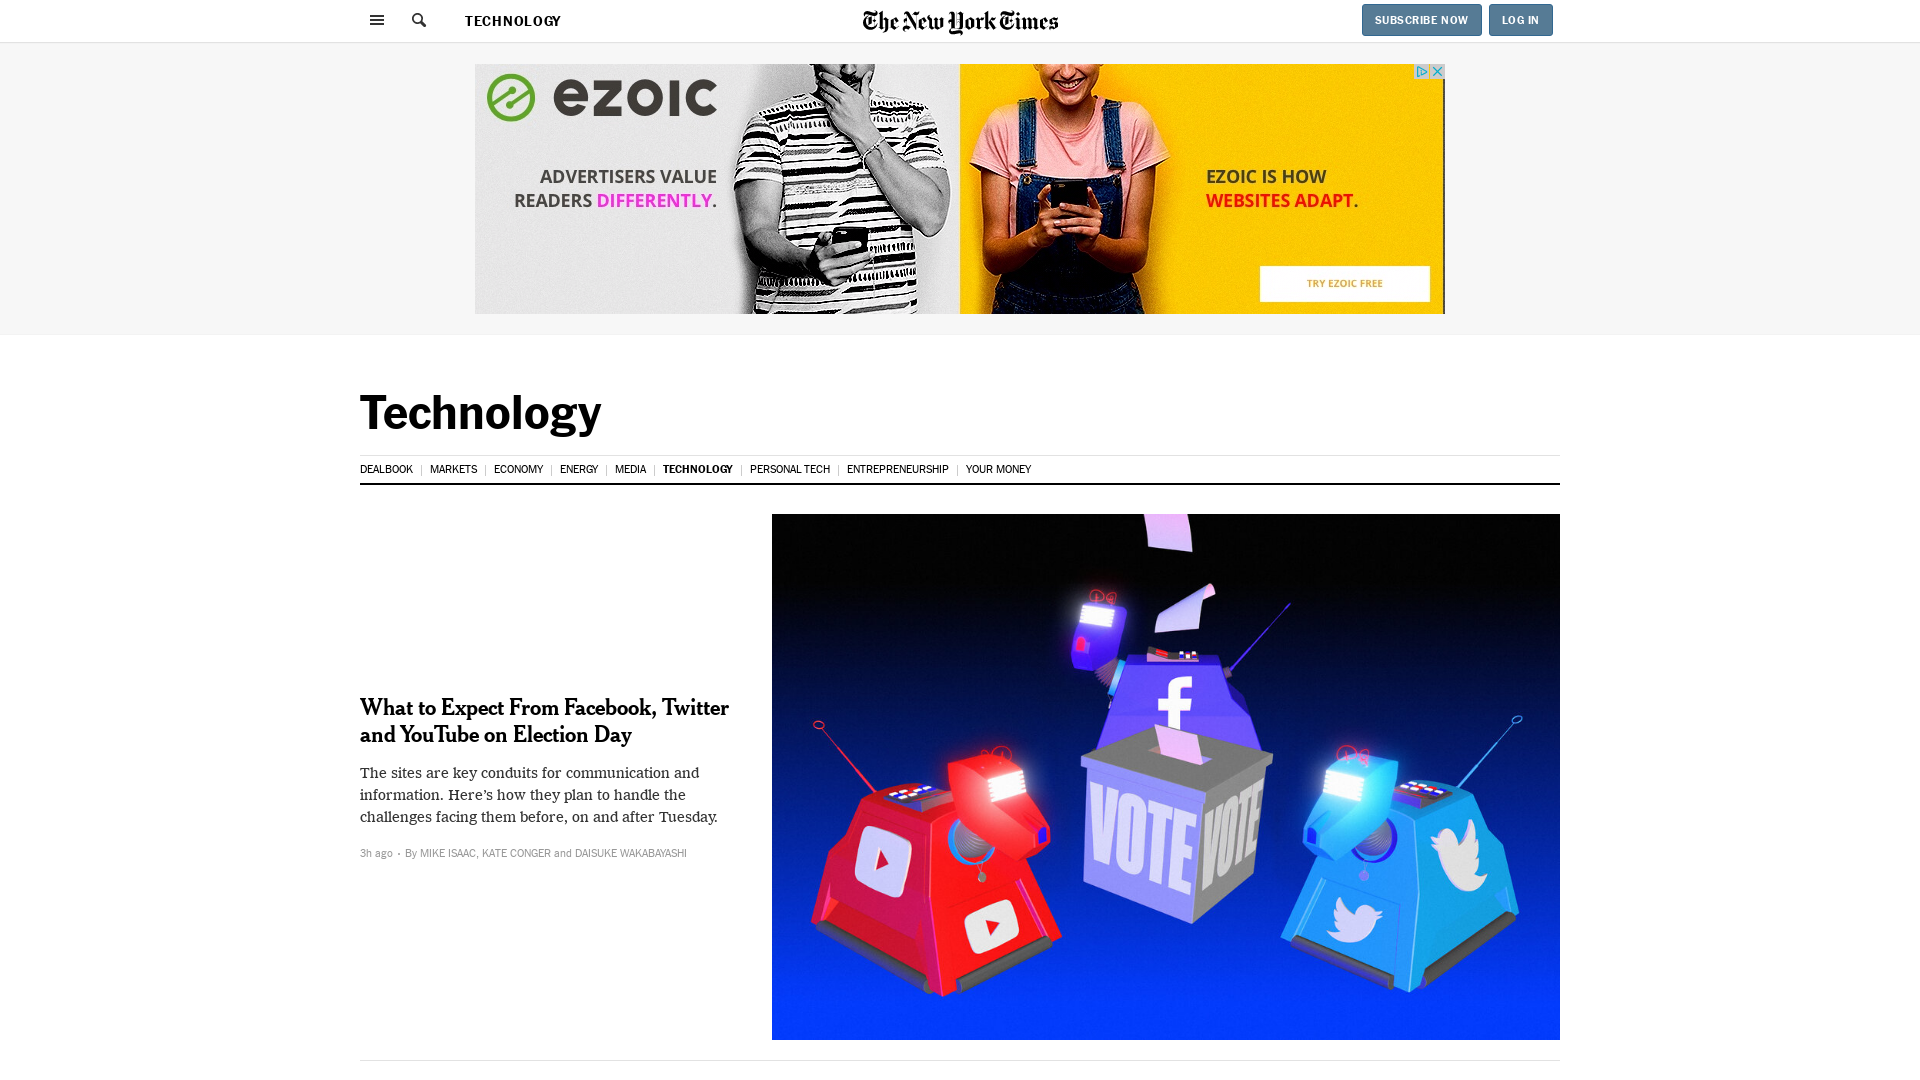 TECHNOLOGY
The New York Times
SUBSCRIBE NOW
LOG IN
ezoic
ADVERTISERS VALUE
READERS DIFFERENTLY.
EZOIC IS HOW
WEBSITES ADAPT.
TRY EZOIC FREE
Technology
DEALBOOK
MARKETS
ECONOMY
ENERGY
MEDIA
TECHNOLOGY
PERSONAL TECH
ENTREPRENEURSHIP
YOUR MONEY
What to Expect From Facebook, Twitter
and YouTube on Election Day
The sites are key conduits for communication and
information. Here’s how they plan to handle the
challenges facing them before, on and after Tuesday.
3h ago • By MIKE ISAAC, KATE CONGER and DAISUKE WAKABAYASHI
f
VOTE
VOTE